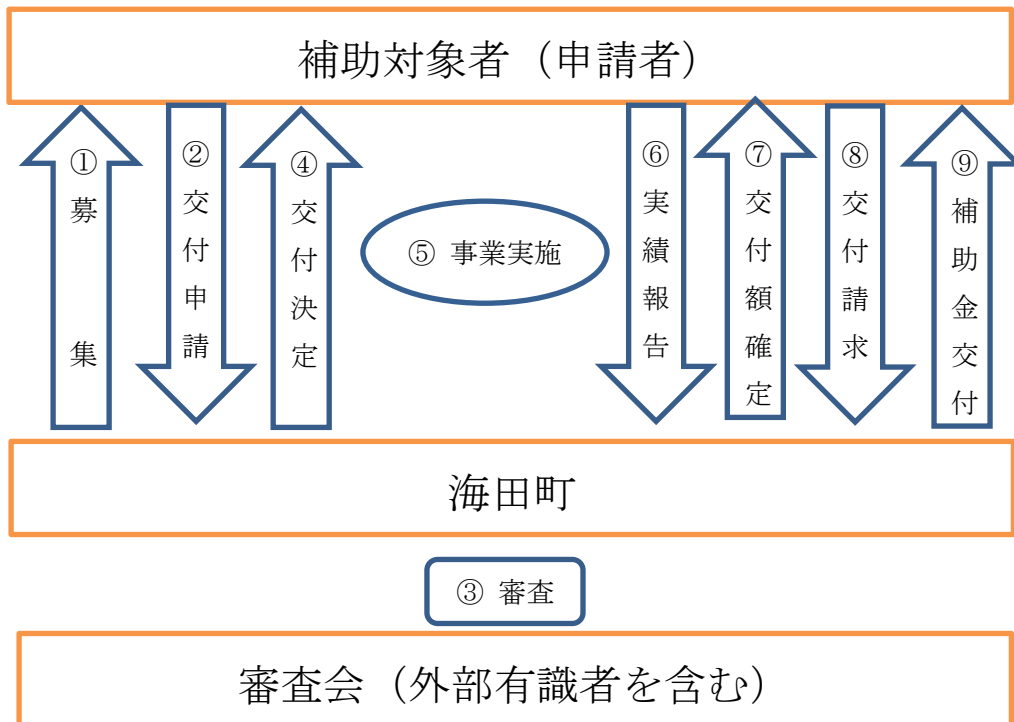 補助対象者（申請者）
①募集
②交付申請
④交付決定
⑤ 事業実施
⑥実績報告
⑦交付額確定
⑧交付請求
⑨補助金交付
海田町
③ 審査
審査会（外部有識者を含む）